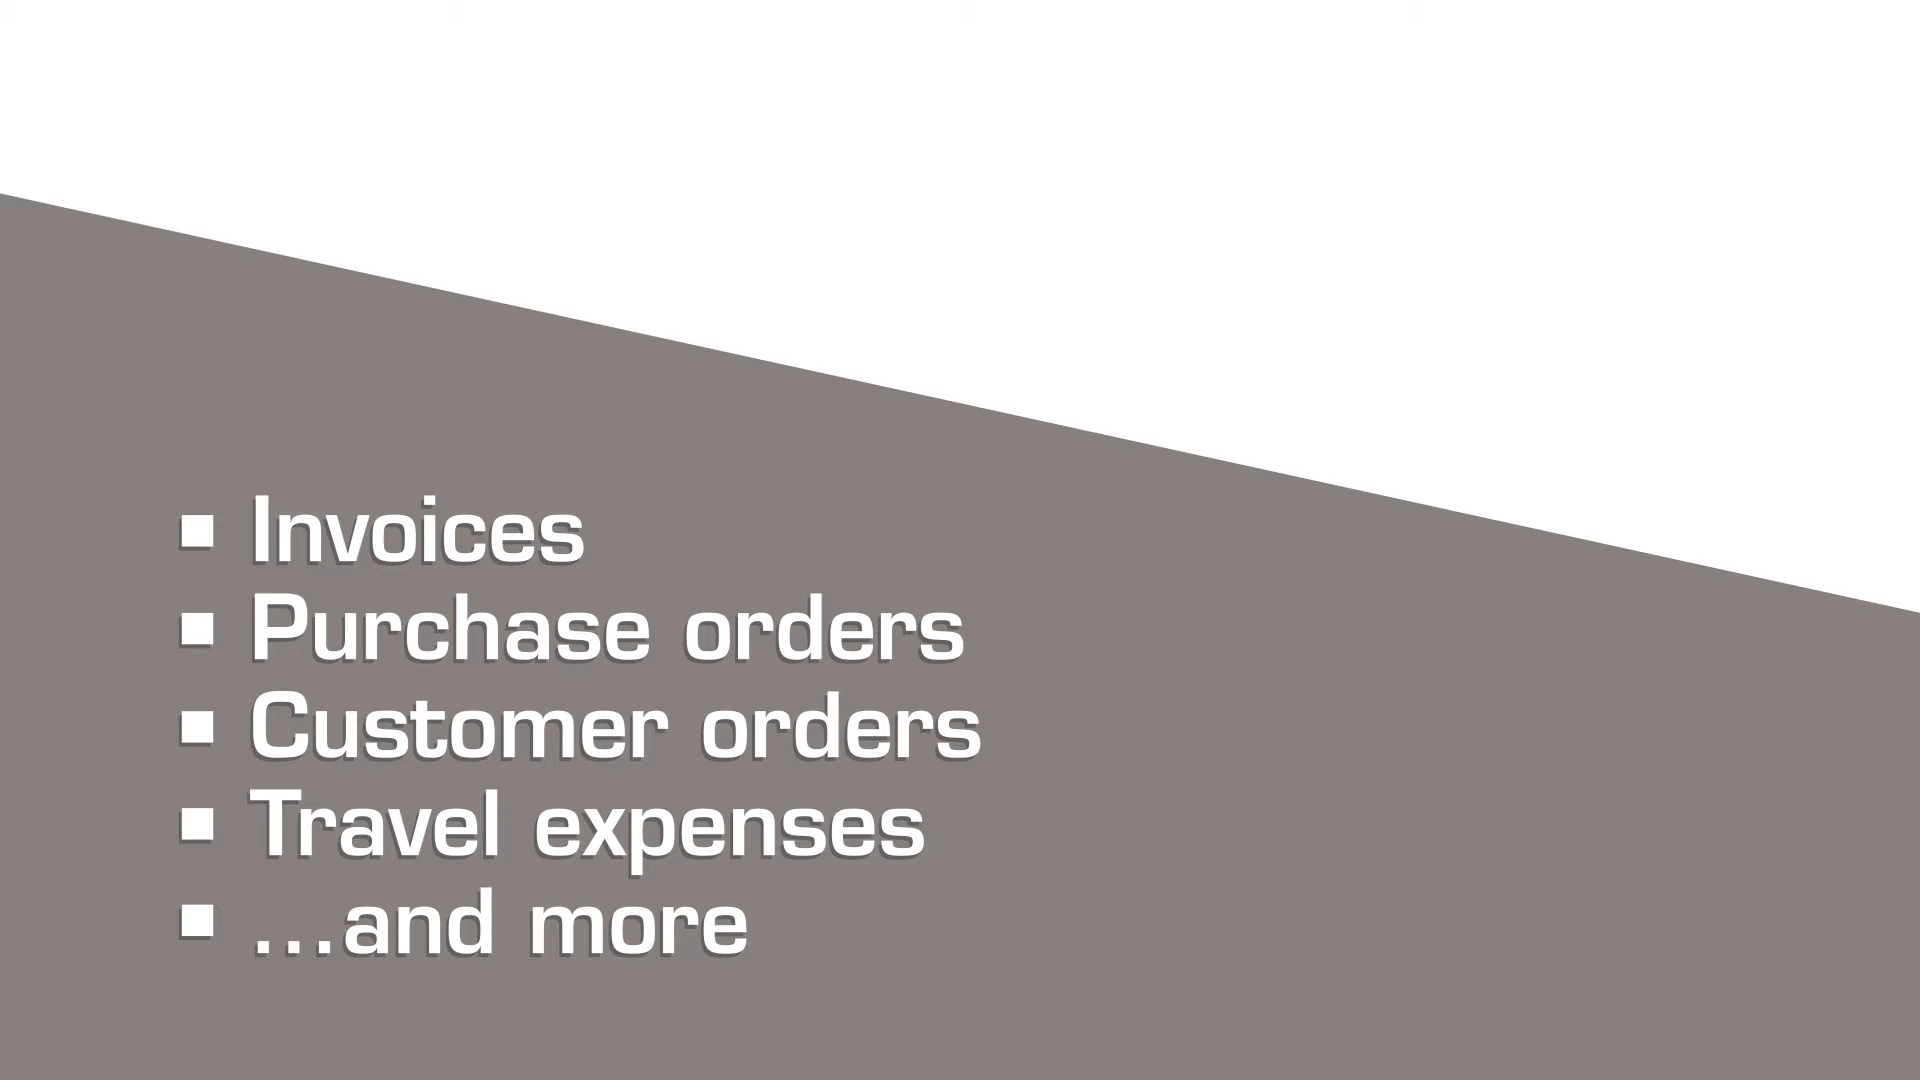 ▪ Invoices
▪ Purchase orders
▪ Customer orders
▪ Travel expenses
▪ ...and more